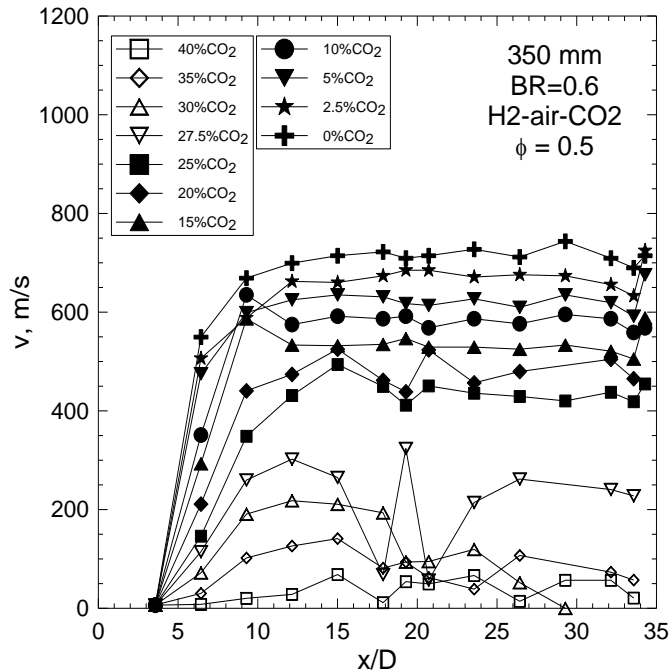 1200
1000
800
600
400
200
0
v, m/s
40%CO2
35%CO2
30%CO2
27.5%CO2
25%CO2
20%CO2
15%CO2
10%CO2
5%CO2
2.5%CO2
0%CO2
350 mm
BR=0.6
H2-air-CO2
ϕ = 0.5
0 5 10 15 20 25 30 35
x/D